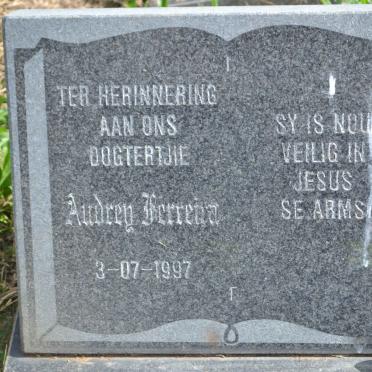 TER HERINNERING
AAN ONS
DOGTERTJIE
Audrey Ferreira
3-07-1997
SY IS NOU
VEILIG IN
JESUS
SE ARMS